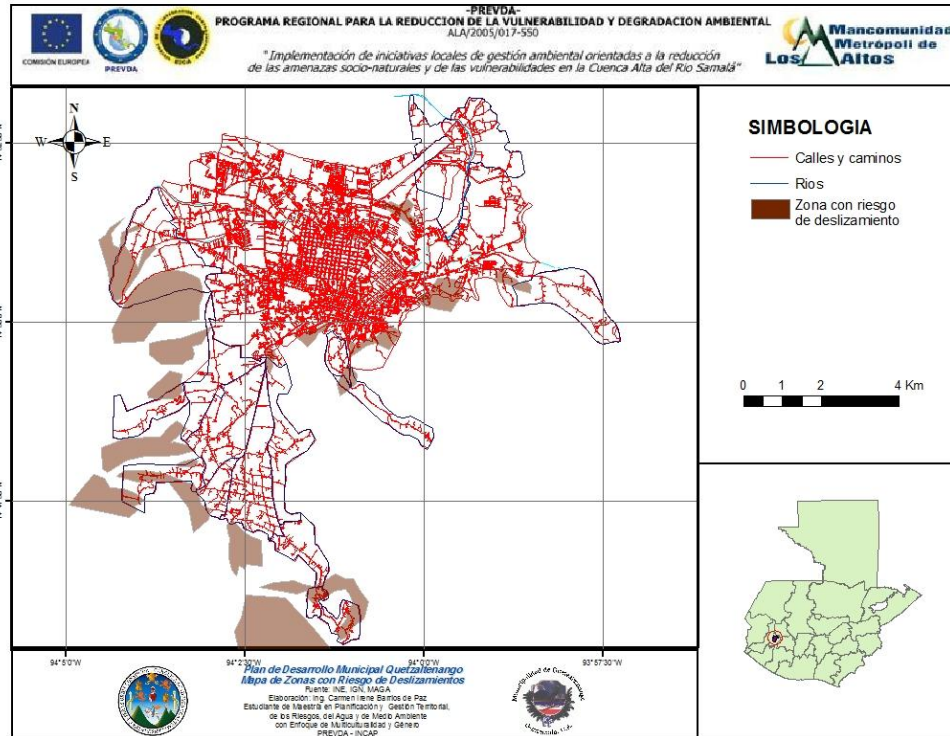 -PREVDA-
PROGRAMA REGIONAL PARA LA REDUCCION DE LA VULNERABILIDAD Y DEGRADACION AMBIENTAL
ALA/2005/017-550
"Implementación de iniciativas locales de gestión ambiental orientadas a la reducción
de las amenazas socio-naturales y de las vulnerabilidades en la Cuenca Alta del Río Samalá"
COMISIÓN EUROPEA
PREVDA
Mancomunidad
Metrópoli de
Los Altos
N
W E
S
SIMBOLOGIA
Calles y caminos
Rios
Zona con riesgo
de deslizamiento
0 1 2 4 Km
94°5'0"W 94°2'30"W 94°0'0"W 93°57'30"W
Plan de Desarrollo Municipal Quetzaltenango
Mapa de Zonas con Riesgo de Deslizamientos
Fuente: INE, IGN, MAGA
Elaboración: Ing. Carmen Irene Barrios de Paz
Estudiante de Maestría en Planificación y Gestión Territorial,
de los Riesgos, del Agua y de Medio Ambiente
con Enfoque de Multiculturalidad y Género
PREVDA - INCAP